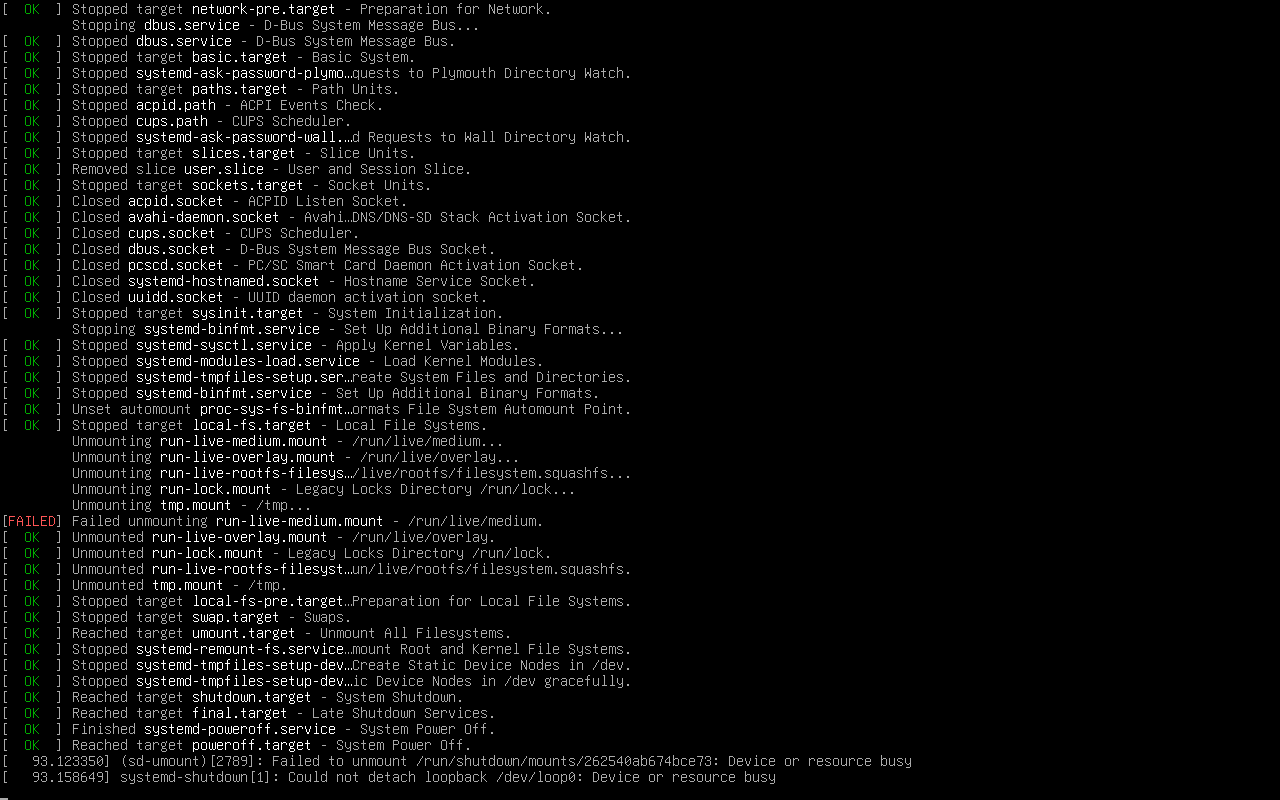 [  OK  ] Stopped target network-pre.target - Preparation for Network.
         Stopping dbus.service - D-Bus System Message Bus...
[  OK  ] Stopped dbus.service - D-Bus System Message Bus.
[  OK  ] Stopped target basic.target - Basic System.
[  OK  ] Stopped systemd-ask-password-plymo…quests to Plymouth Directory Watch.
[  OK  ] Stopped target paths.target - Path Units.
[  OK  ] Stopped acpid.path - ACPI Events Check.
[  OK  ] Stopped cups.path - CUPS Scheduler.
[  OK  ] Stopped systemd-ask-password-wall.…d Requests to Wall Directory Watch.
[  OK  ] Stopped target slices.target - Slice Units.
[  OK  ] Removed slice user.slice - User and Session Slice.
[  OK  ] Stopped target sockets.target - Socket Units.
[  OK  ] Closed acpid.socket - ACPID Listen Socket.
[  OK  ] Closed avahi-daemon.socket - Avahi…DNS/DNS-SD Stack Activation Socket.
[  OK  ] Closed cups.socket - CUPS Scheduler.
[  OK  ] Closed dbus.socket - D-Bus System Message Bus Socket.
[  OK  ] Closed pcscd.socket - PC/SC Smart Card Daemon Activation Socket.
[  OK  ] Closed systemd-hostnamed.socket - Hostname Service Socket.
[  OK  ] Closed uuidd.socket - UUID daemon activation socket.
[  OK  ] Stopped target sysinit.target - System Initialization.
         Stopping systemd-binfmt.service - Set Up Additional Binary Formats...
[  OK  ] Stopped systemd-sysctl.service - Apply Kernel Variables.
[  OK  ] Stopped systemd-modules-load.service - Load Kernel Modules.
[  OK  ] Stopped systemd-tmpfiles-setup.ser…reate System Files and Directories.
[  OK  ] Stopped systemd-binfmt.service - Set Up Additional Binary Formats.
[  OK  ] Unset automount proc-sys-fs-binfmt…ormats File System Automount Point.
[  OK  ] Stopped target local-fs.target - Local File Systems.
         Unmounting run-live-medium.mount - /run/live/medium...
         Unmounting run-live-overlay.mount - /run/live/overlay...
         Unmounting run-live-rootfs-filesys…/live/rootfs/filesystem.squashfs...
         Unmounting run-lock.mount - Legacy Locks Directory /run/lock...
         Unmounting tmp.mount - /tmp...
[FAILED] Failed unmounting run-live-medium.mount - /run/live/medium.
[  OK  ] Unmounted run-live-overlay.mount - /run/live/overlay.
[  OK  ] Unmounted run-lock.mount - Legacy Locks Directory /run/lock.
[  OK  ] Unmounted run-live-rootfs-filesyst…un/live/rootfs/filesystem.squashfs.
[  OK  ] Unmounted tmp.mount - /tmp.
[  OK  ] Stopped target local-fs-pre.target…Preparation for Local File Systems.
[  OK  ] Stopped target swap.target - Swaps.
[  OK  ] Reached target umount.target - Unmount All Filesystems.
[  OK  ] Stopped systemd-remount-fs.service…mount Root and Kernel File Systems.
[  OK  ] Stopped systemd-tmpfiles-setup-dev…Create Static Device Nodes in /dev.
[  OK  ] Stopped systemd-tmpfiles-setup-dev…ic Device Nodes in /dev gracefully.
[  OK  ] Reached target shutdown.target - System Shutdown.
[  OK  ] Reached target final.target - Late Shutdown Services.
[  OK  ] Finished systemd-poweroff.service - System Power Off.
[  OK  ] Reached target poweroff.target - System Power Off.
[   93.123350] (sd-umount)[2789]: Failed to unmount /run/shutdown/mounts/262540ab674bce73: Device or resource busy
[   93.158649] systemd-shutdown[1]: Could not detach loopback /dev/loop0: Device or resource busy